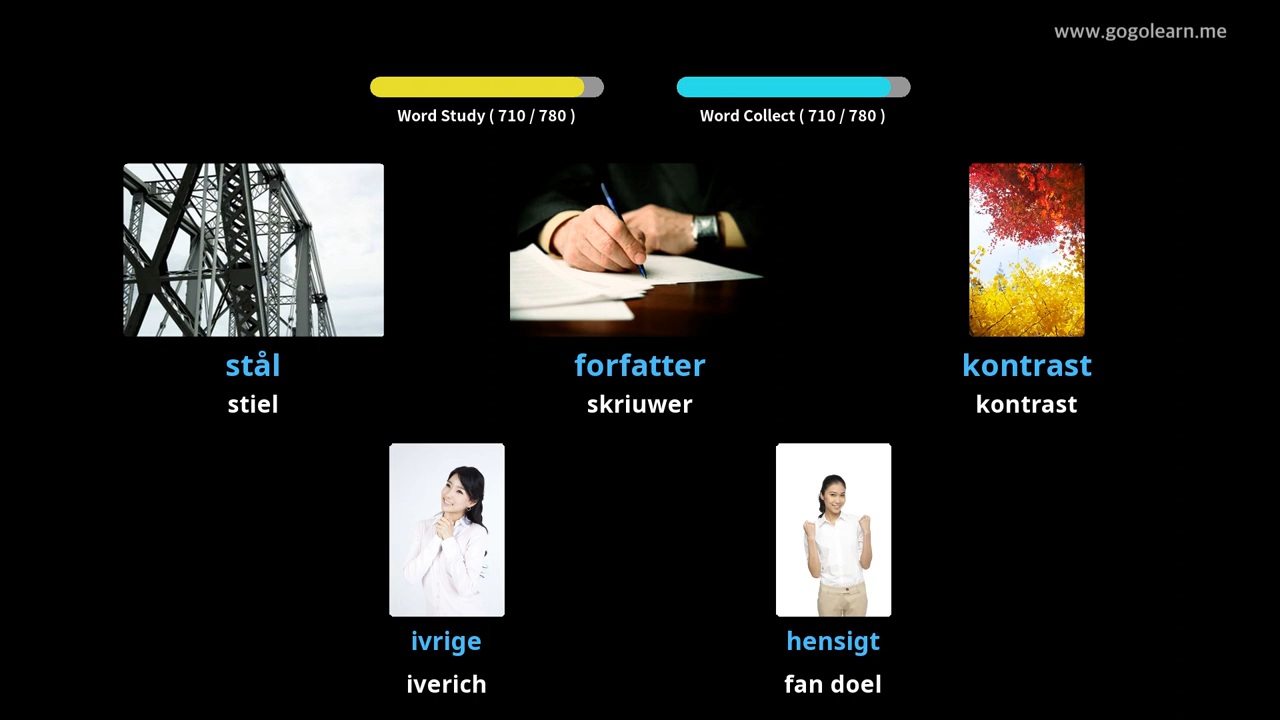 www.gogolearn.me
Word Study ( 710 / 780 )
Word Collect ( 710 / 780 )
stål
forfatter
kontrast
stiel
skriuwer
kontrast
ivrige
hensigt
iverich
fan doel